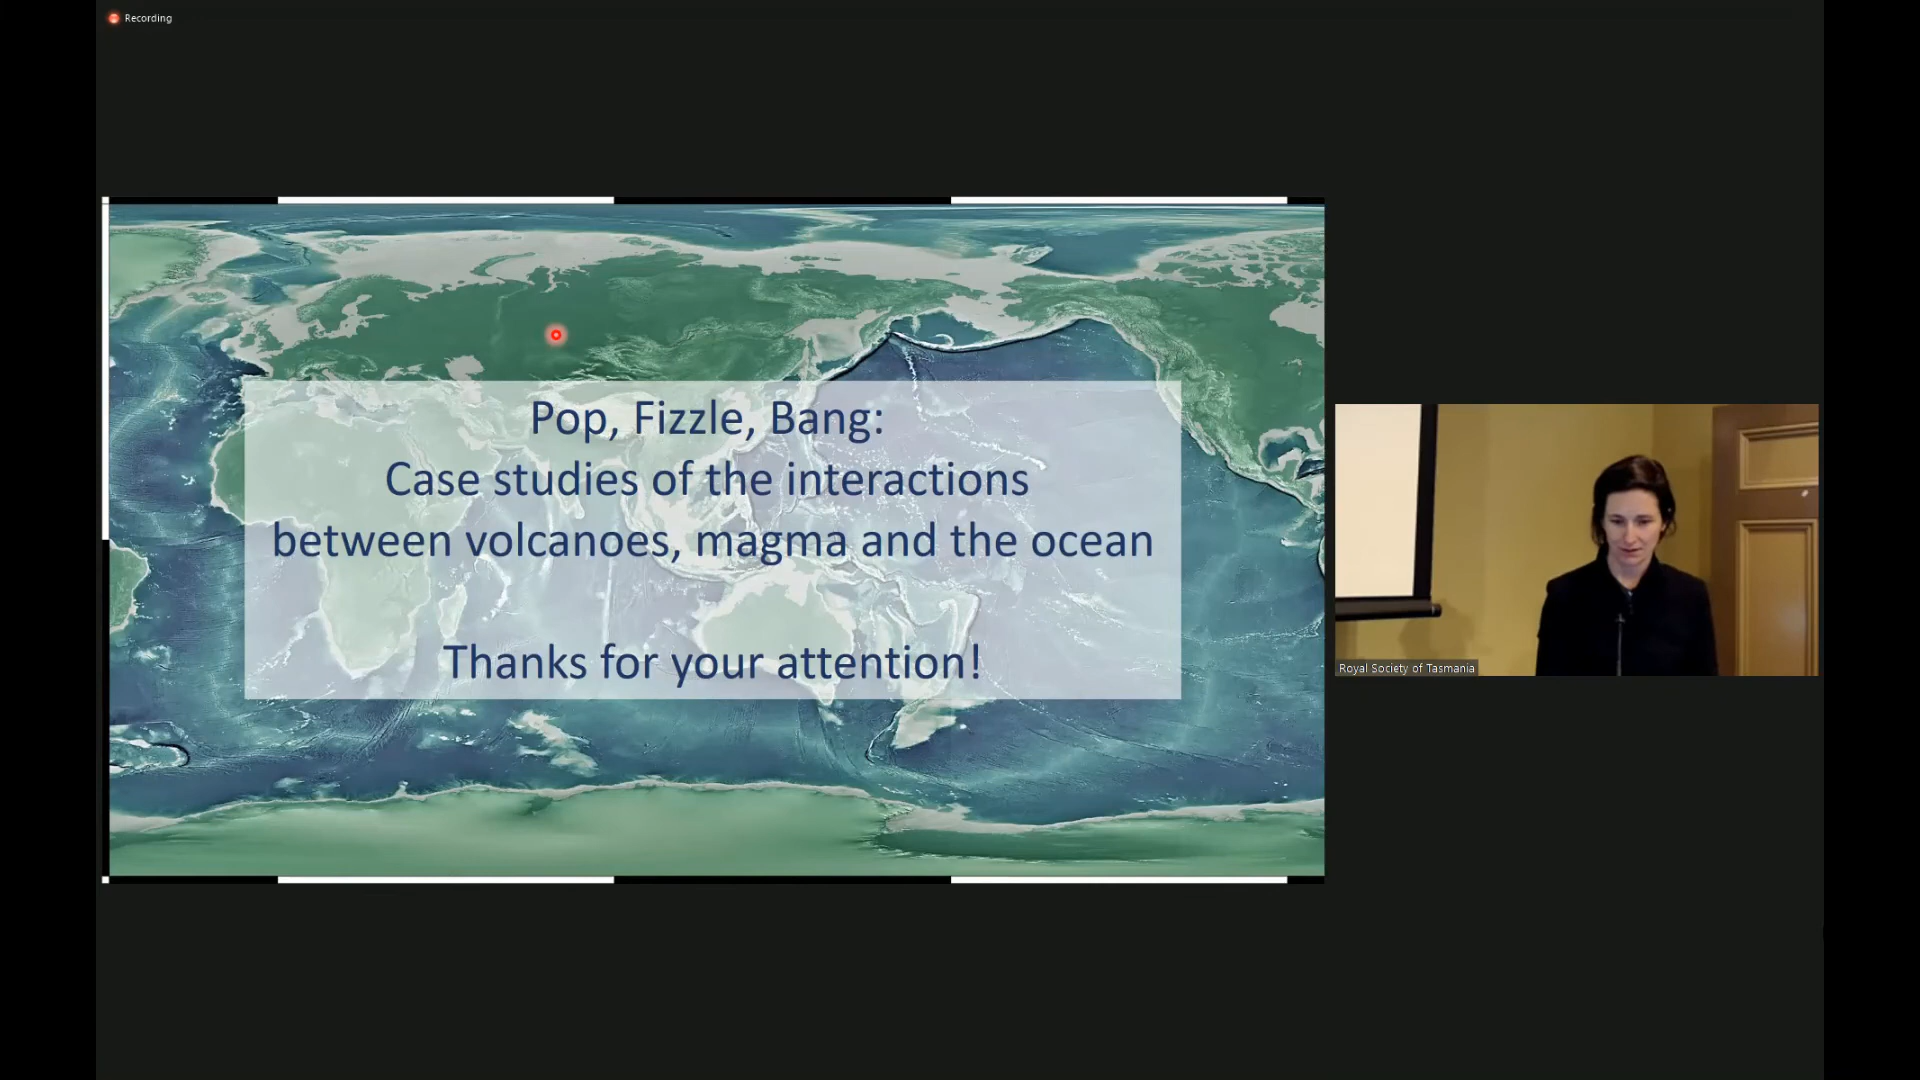 Recording
Pop, Fizzle, Bang:
Case studies of the interactions
between volcanoes, magma and the ocean
Thanks for your attention!
Royal Society of Tasmania